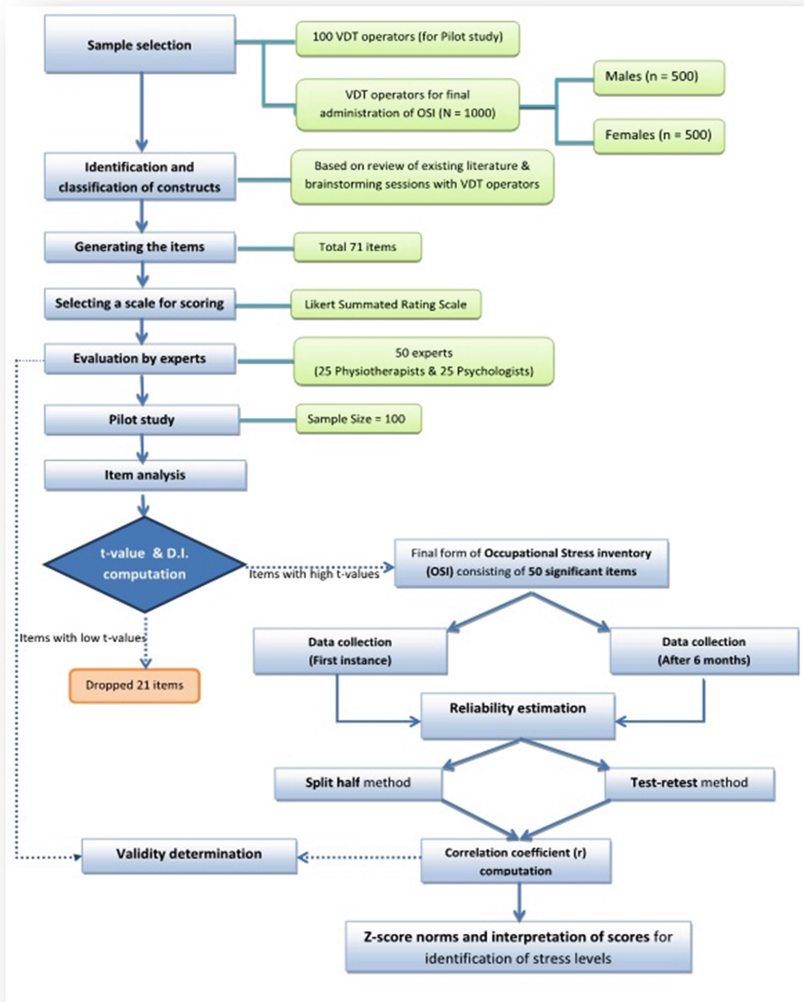 Sample selection
100 VDT operators (for Pilot study)
VDT operators for final
administration of OSI (N = 1000)
Males (n = 500)
Females (n = 500)
Identification and
classification of constructs
Based on review of existing literature &
brainstorming sessions with VDT operators
Generating the items
Total 71 items
Selecting a scale for scoring
Likert Summated Rating Scale
Evaluation by experts
50 experts
(25 Physiotherapists & 25 Psychologists)
Pilot study
Sample Size = 100
Item analysis
t-value & D.I.
computation
Items with high t-values
Final form of Occupational Stress inventory
(OSI) consisting of 50 significant items
Items with low t-values
Dropped 21 items
Data collection
(First instance)
Data collection
(After 6 months)
Reliability estimation
Split half method
Test-retest method
Validity determination
Correlation coefficient (r)
computation
Z-score norms and interpretation of scores for
identification of stress levels